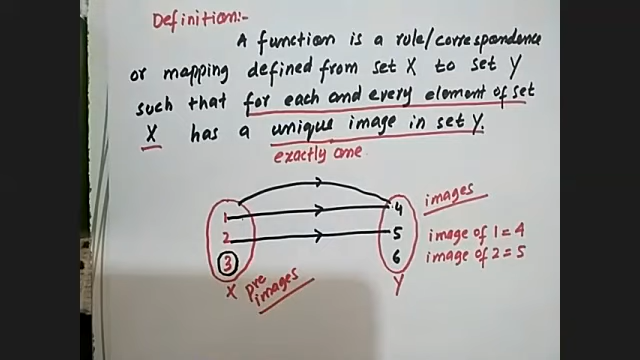 Definition:-
A function is a rule/correspondence
or mapping defined from set X to set Y
such that for each and every element of set
X has a unique image in set Y.
exactly one.
images
1
4
2
5
3
6
image of 1 = 4
image of 2 = 5
X
pre images
Y